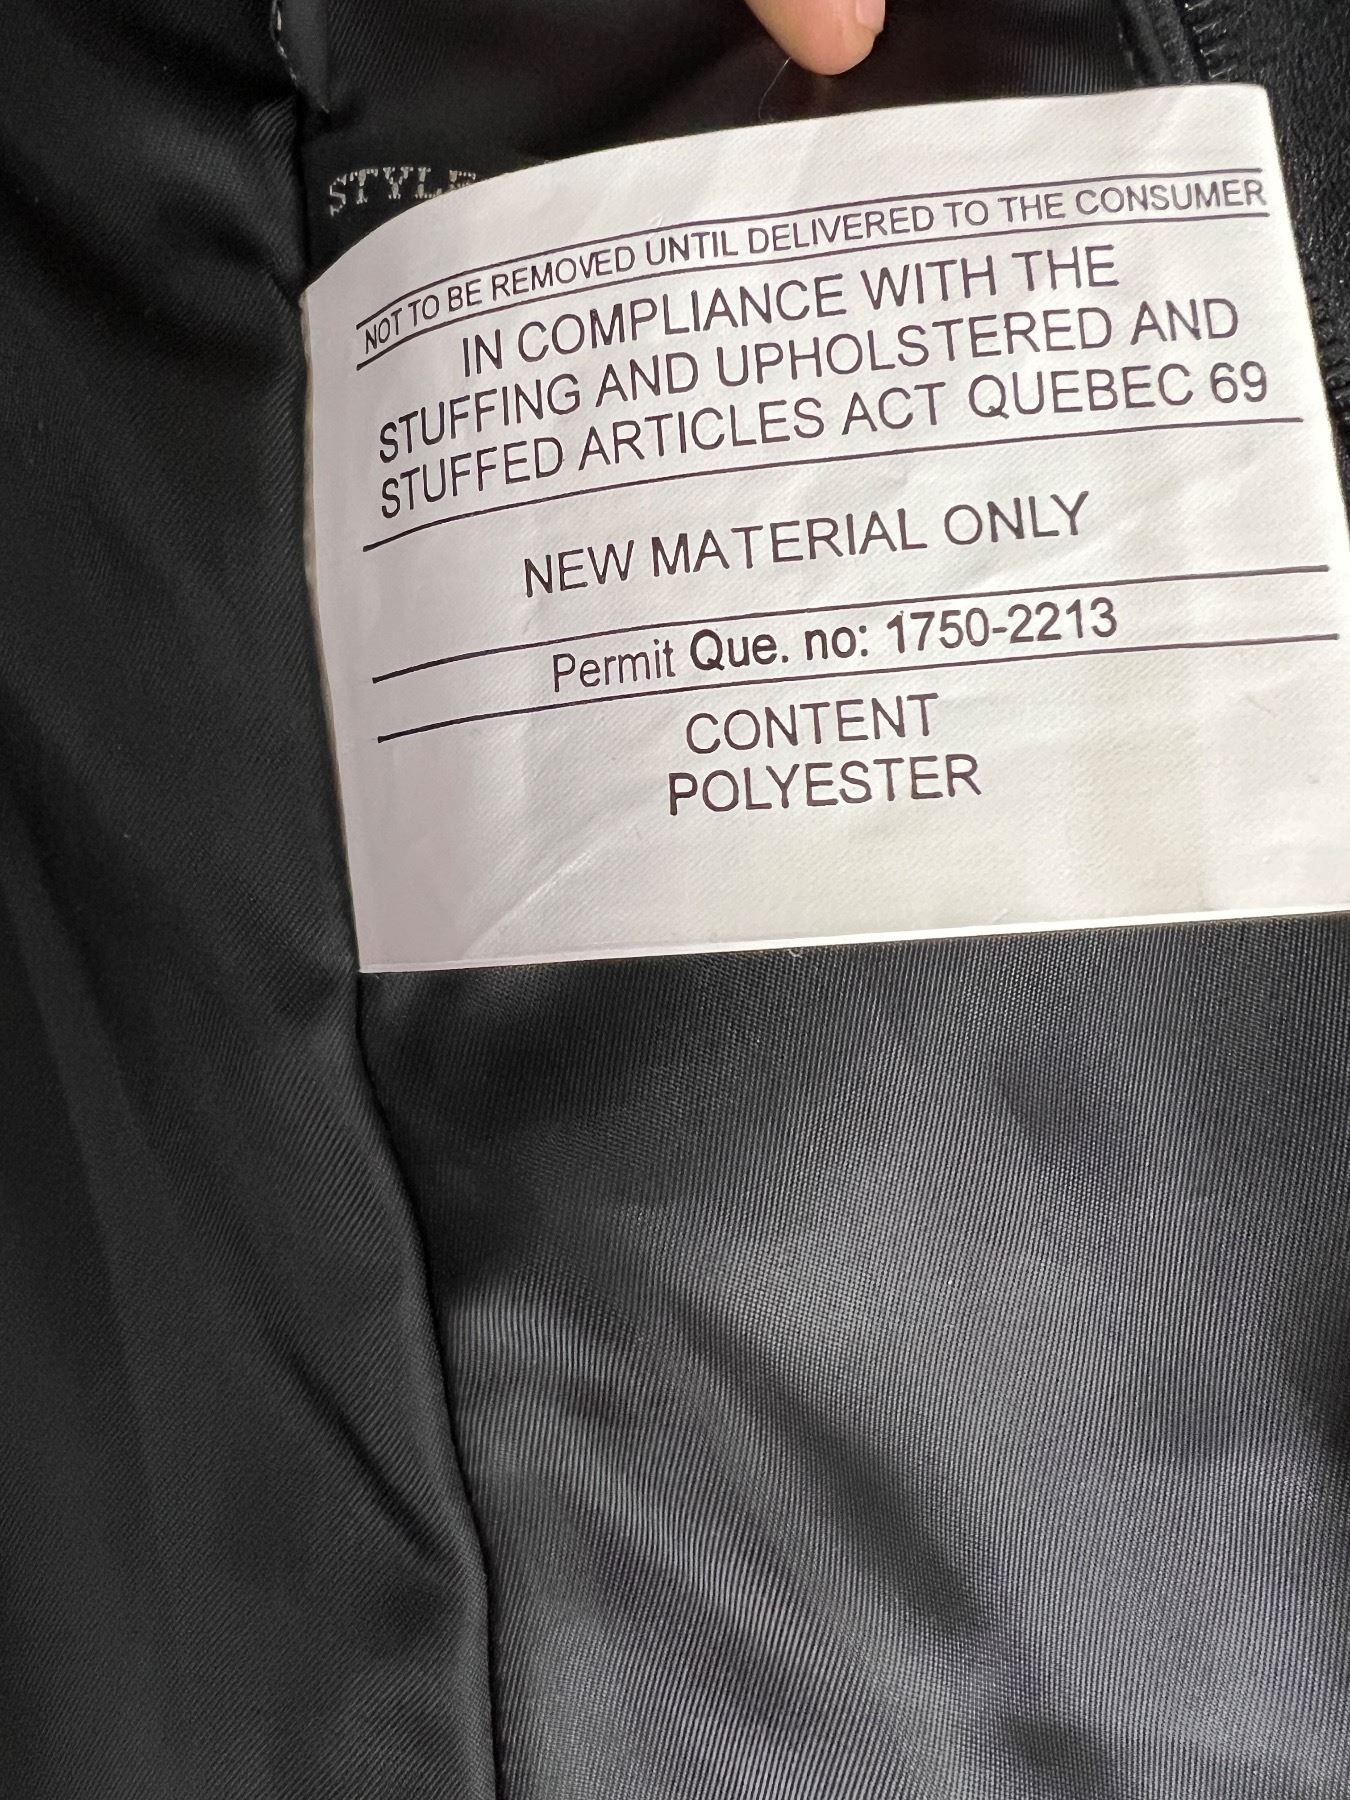 STYLE
NOT TO BE REMOVED UNTIL DELIVERED TO THE CONSUMER
IN COMPLIANCE WITH THE
STUFFING AND UPHOLSTERED AND
STUFFED ARTICLES ACT QUEBEC 69
NEW MATERIAL ONLY
Permit Que. no: 1750-2213
CONTENT
POLYESTER